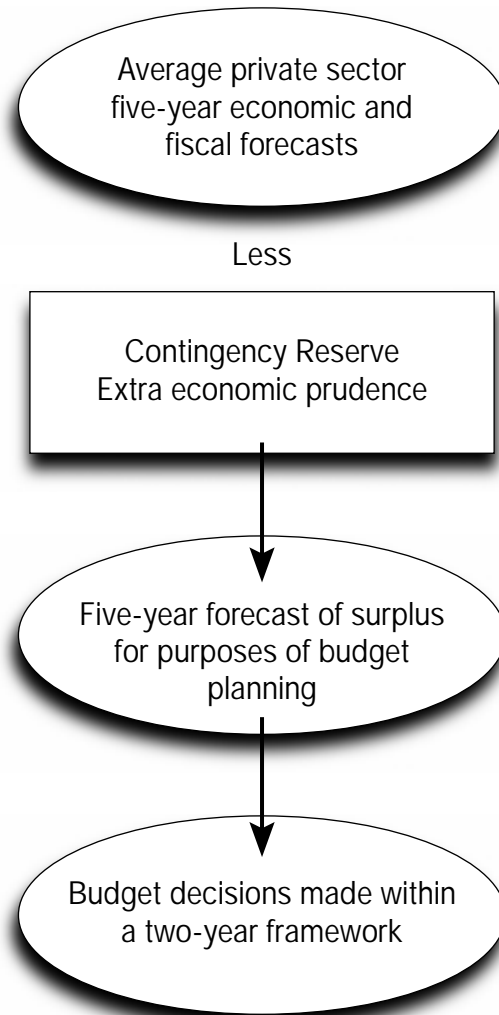 Average private sector
five-year economic and
fiscal forecasts
Less
Contingency Reserve
Extra economic prudence
Five-year forecast of surplus
for purposes of budget
planning
Budget decisions made within
a two-year framework